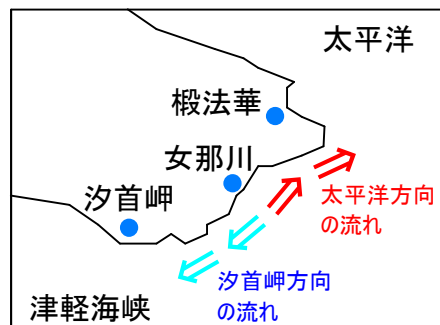 太平洋
椴法華
女那川
汐首岬
太平洋方向
の流れ
汐首岬方向
の流れ
津軽海峡